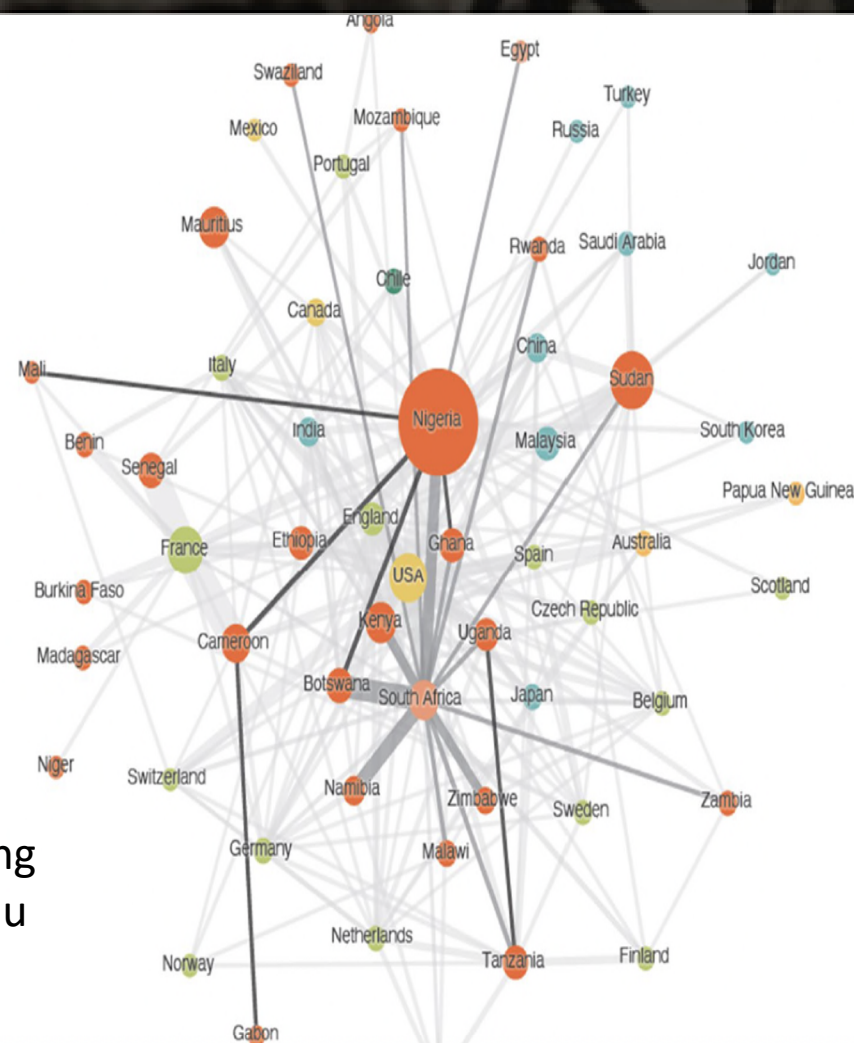 Angola
Egypt
Swaziland
Turkey
Mexico
Mozambique
Russia
Portugal
Mauritius
Rwanda
Saudi Arabia
Jordan
Chile
Canada
China
Mali
Italy
Sudan
Nigeria
Benin
India
Malaysia
South Korea
Senegal
Papua New Guinea
England
France
Ethiopia
Ghana
Spain
Australia
USA
Burkina Faso
Scotland
Czech Republic
Kenya
Uganda
Cameroon
Madagascar
Botswana
South Africa
Japan
Belgium
Niger
Switzerland
Namibia
Zimbabwe
Sweden
Zambia
ng
Germany
Malawi
u
Netherlands
Norway
Tanzania
Finland
Gabon